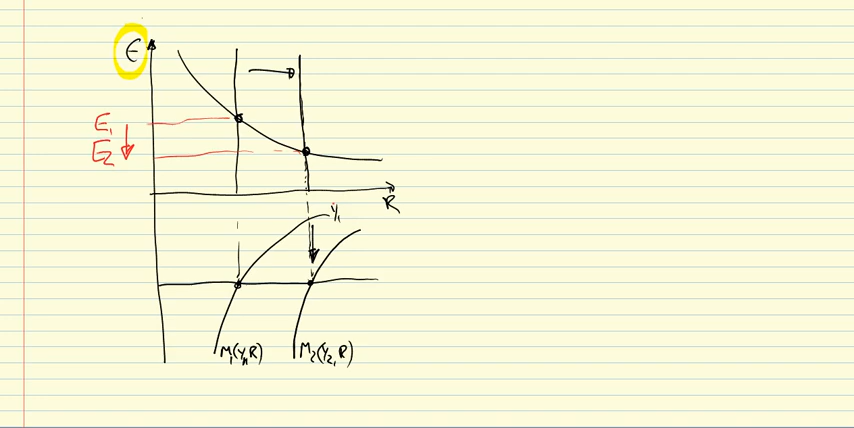 E
E₁
E₂
R
Y₁
M₁(Y₁,R)
M₂(Y₂,R)